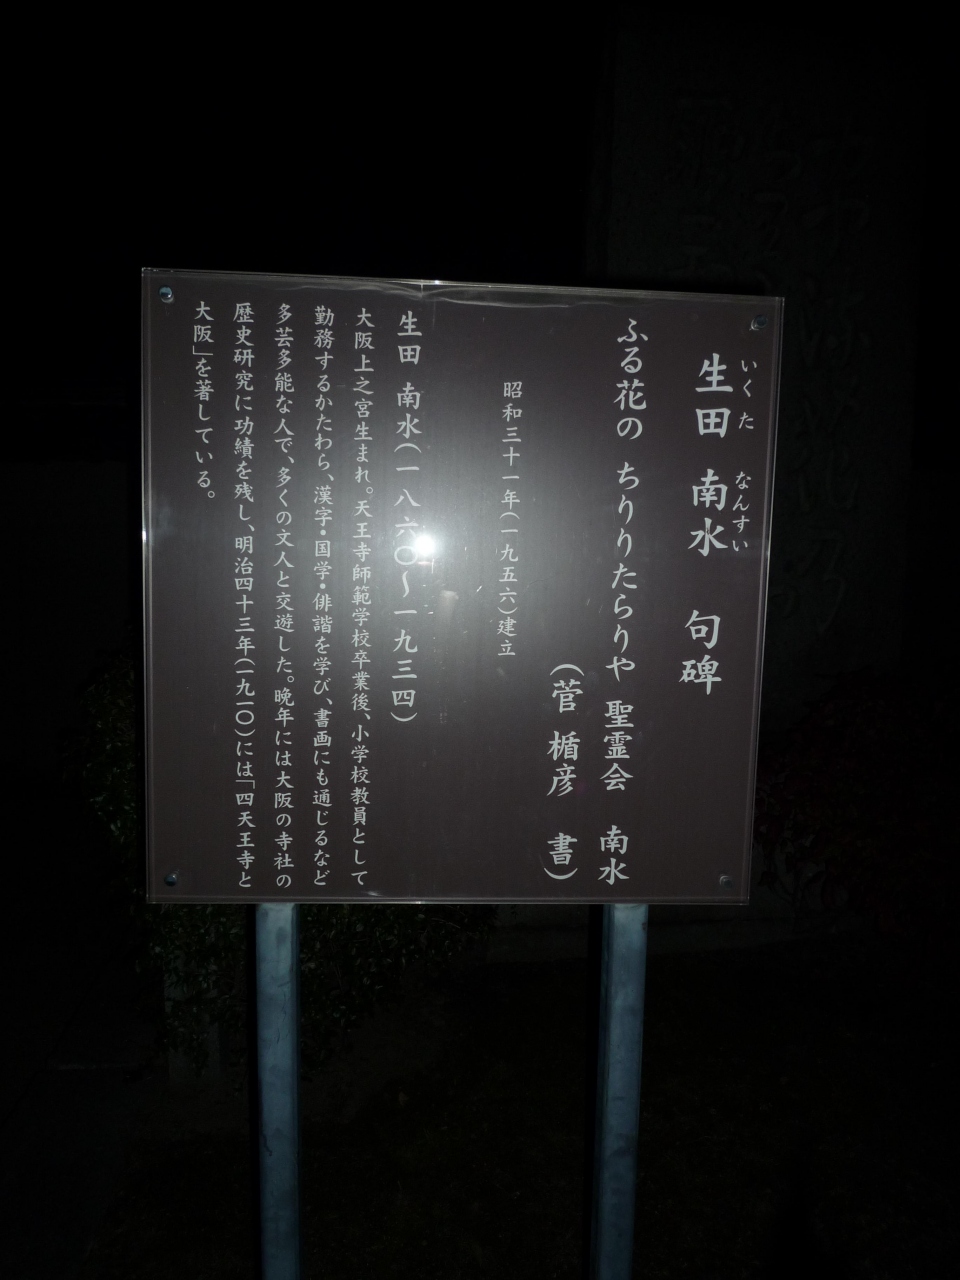 いくた なんすい
生田 南水 句碑
ふる花の ちりりたらりや 聖霊会 南水
(菅 楯彦 書)
昭和三十一年(一九五六)建立
生田 南水(一八六〇～一九三四)
大阪上之宮生まれ。天王寺師範学校卒業後、小学校教員として
勤務するかたわら、漢字・国学・俳諧を学び、書画にも通じるなど
多芸多能な人で、多くの文人と交遊した。晩年には大阪の寺社の
歴史研究に功績を残し、明治四十三年(一九一〇)には「四天王寺と
大阪」を著している。